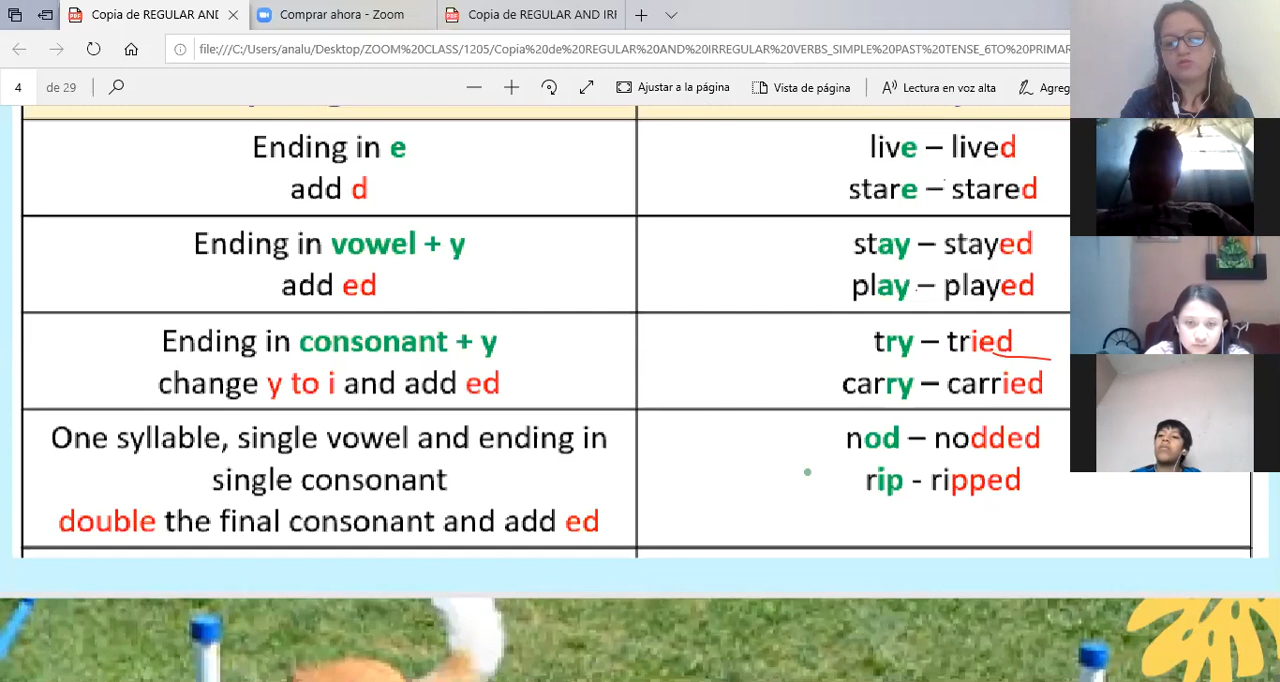 Copia de REGULAR AND
Comprar ahora - Zoom
Copia de REGULAR AND IRI
file:///C:/Users/analu/Desktop/ZOOM%20CLASS/1205/Copia%20de%20REGULAR%20AND%20IRREGULAR%20VERBS_SIMPLE%20PAST%20TENSE_6TO%20PRIMAR
4 de 29
Ajustar a la página
Vista de página
Lectura en voz alta
Agreg
Ending in e
add d
live – lived
stare – stared
Ending in vowel + y
add ed
stay – stayed
play – played
Ending in consonant + y
change y to i and add ed
try – tried
carry – carried
One syllable, single vowel and ending in
single consonant
double the final consonant and add ed
nod – nodded
rip - ripped